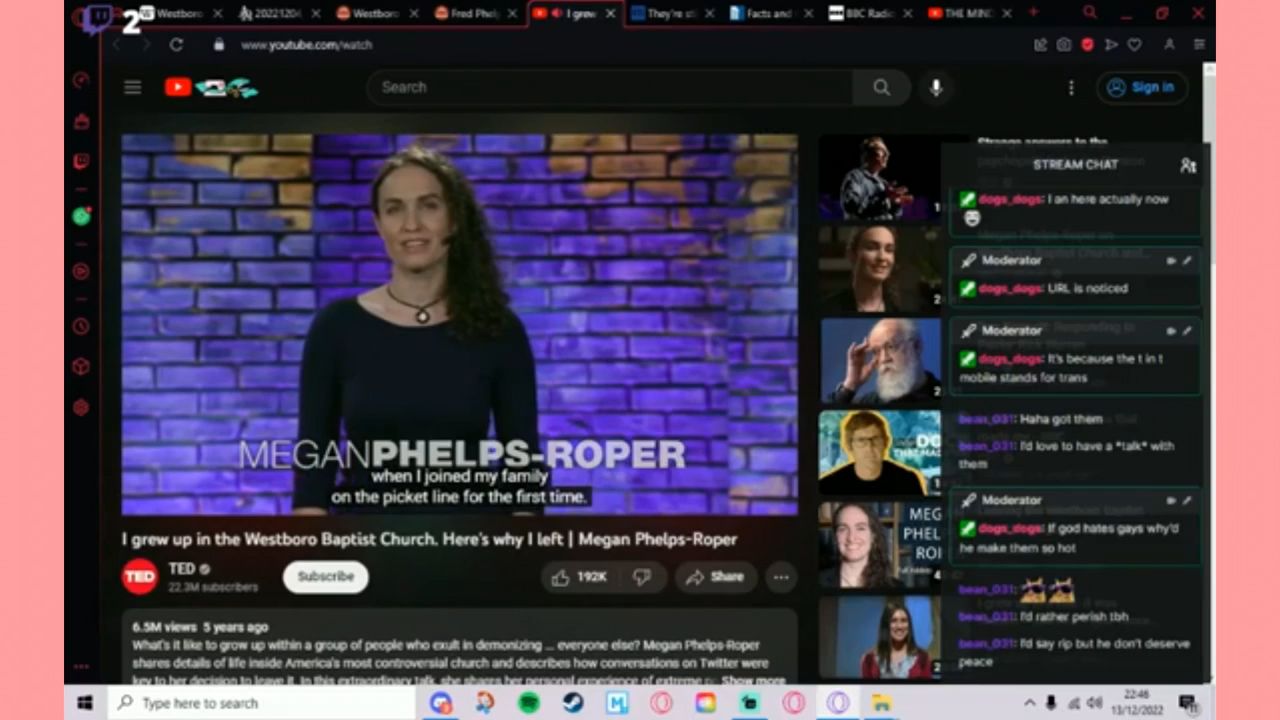 2
Westboro
20221204
Westboro
Fred Phelp
I grew
They're sti
Facts and
BBC Radio
THE MIND
www.youtube.com/watch
Search
Sign in
STREAM CHAT
dogs_dogs: I an here actually now
Moderator
dogs_dogs: URL is noticed
Moderator
dogs_dogs: It's because the t in t
mobile stands for trans
bean_031: Haha got them
bean_031: I'd love to have a *talk* with
them
Moderator
dogs_dogs: If god hates gays why'd
he make them so hot
bean_031:
bean_031: I'd rather perish tbh
bean_031: I'd say rip but he don't deserve
peace
MEGANPHELPS-ROPER
when I joined my family
on the picket line for the first time.
MEG
PHEL
RO
I grew up in the Westboro Baptist Church. Here's why I left | Megan Phelps-Roper
TED
TED
22.3M subscribers
Subscribe
192K
Share
6.5M views 5 years ago
What's it like to grow up within a group of people who exult in demonizing ... everyone else? Megan Phelps-Roper
shares details of life inside America's most controversial church and describes how conversations on Twitter were
key to her decision to leave it. In this extraordinary talk, she shares her personal experience of extreme Show more
Type here to search
22:46
13/12/2022